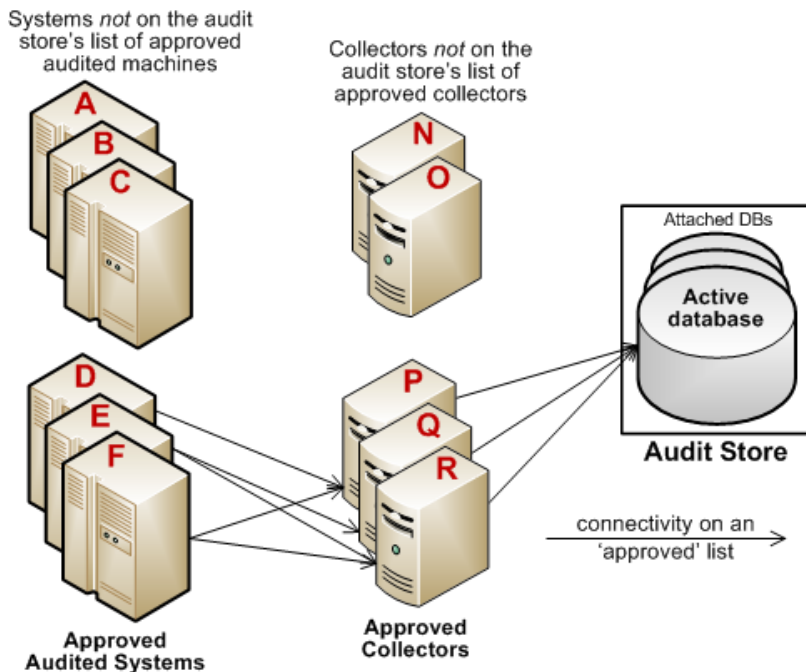 Systems not on the audit
store's list of approved
audited machines
Collectors not on the
audit store's list of
approved collectors
A
B
C
N
O
Attached DBs
Active
database
Audit Store
D
E
F
P
Q
R
connectivity on an
‘approved’ list
Approved
Audited Systems
Approved
Collectors